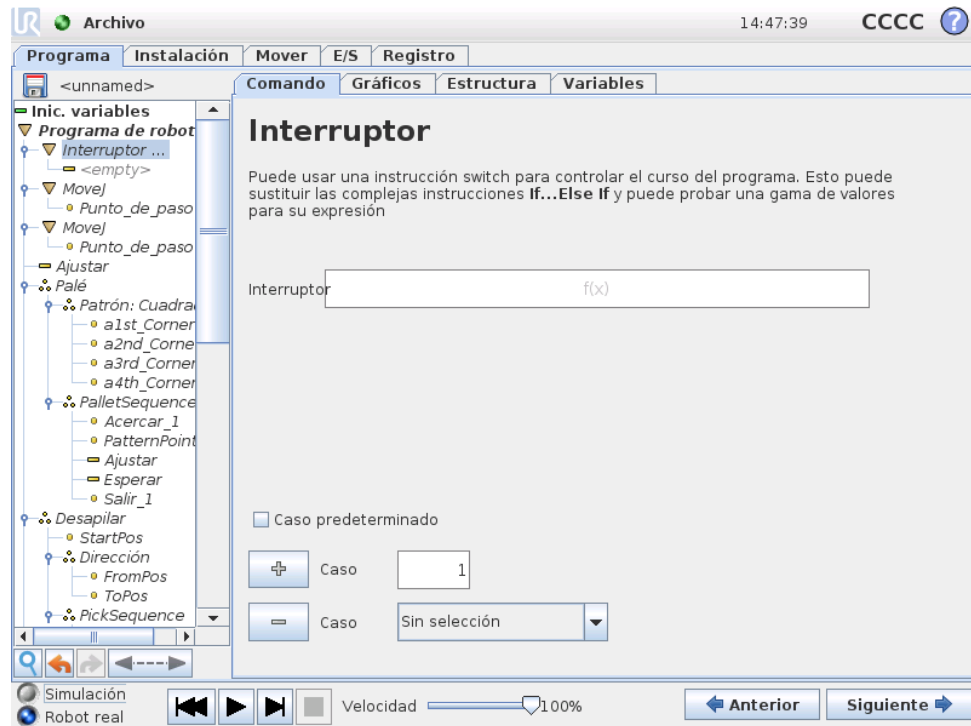 Archivo 14:47:39 CCCC ?
Programa Instalación Mover E/S Registro
<unnamed>
Comando Gráficos Estructura Variables
Inic. variables
Programa de robot
Interruptor ...
<empty>
MoveJ
Punto_de_paso
MoveJ
Punto_de_paso
Ajustar
Palé
Patrón: Cuadra
a1st_Corner
a2nd_Corne
a3rd_Corner
a4th_Corner
PalletSequence
Acercar_1
PatternPoint
Ajustar
Esperar
Salir_1
Desapilar
StartPos
Dirección
FromPos
ToPos
PickSequence
Interruptor
Puede usar una instrucción switch para controlar el curso del programa. Esto puede
sustituir las complejas instrucciones If...Else If y puede probar una gama de valores
para su expresión
Interruptor f(x)
Caso predeterminado
Caso 1
Caso Sin selección
Simulación
Robot real
Velocidad 100%
Anterior Siguiente